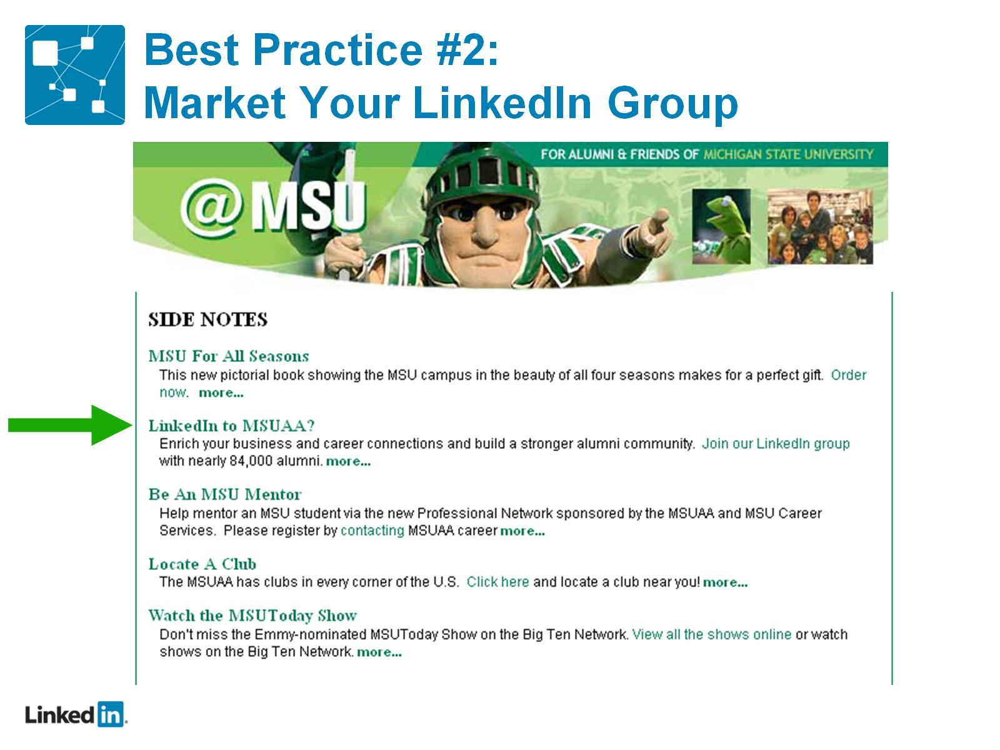 Best Practice #2:
Market Your LinkedIn Group
FOR ALUMNI & FRIENDS OF MICHIGAN STATE UNIVERSITY
@MSU
SIDE NOTES
MSU For All Seasons
This new pictorial book showing the MSU campus in the beauty of all four seasons makes for a perfect gift. Order
now. more...
LinkedIn to MSUAA?
Enrich your business and career connections and build a stronger alumni community. Join our LinkedIn group
with nearly 84,000 alumni. more...
Be An MSU Mentor
Help mentor an MSU student via the new Professional Network sponsored by the MSUAA and MSU Career
Services. Please register by contacting MSUAA career more...
Locate A Club
The MSUAA has clubs in every corner of the U.S. Click here and locate a club near you! more...
Watch the MSUToday Show
Don't miss the Emmy-nominated MSUToday Show on the Big Ten Network. View all the shows online or watch
shows on the Big Ten Network. more...
Linked in.